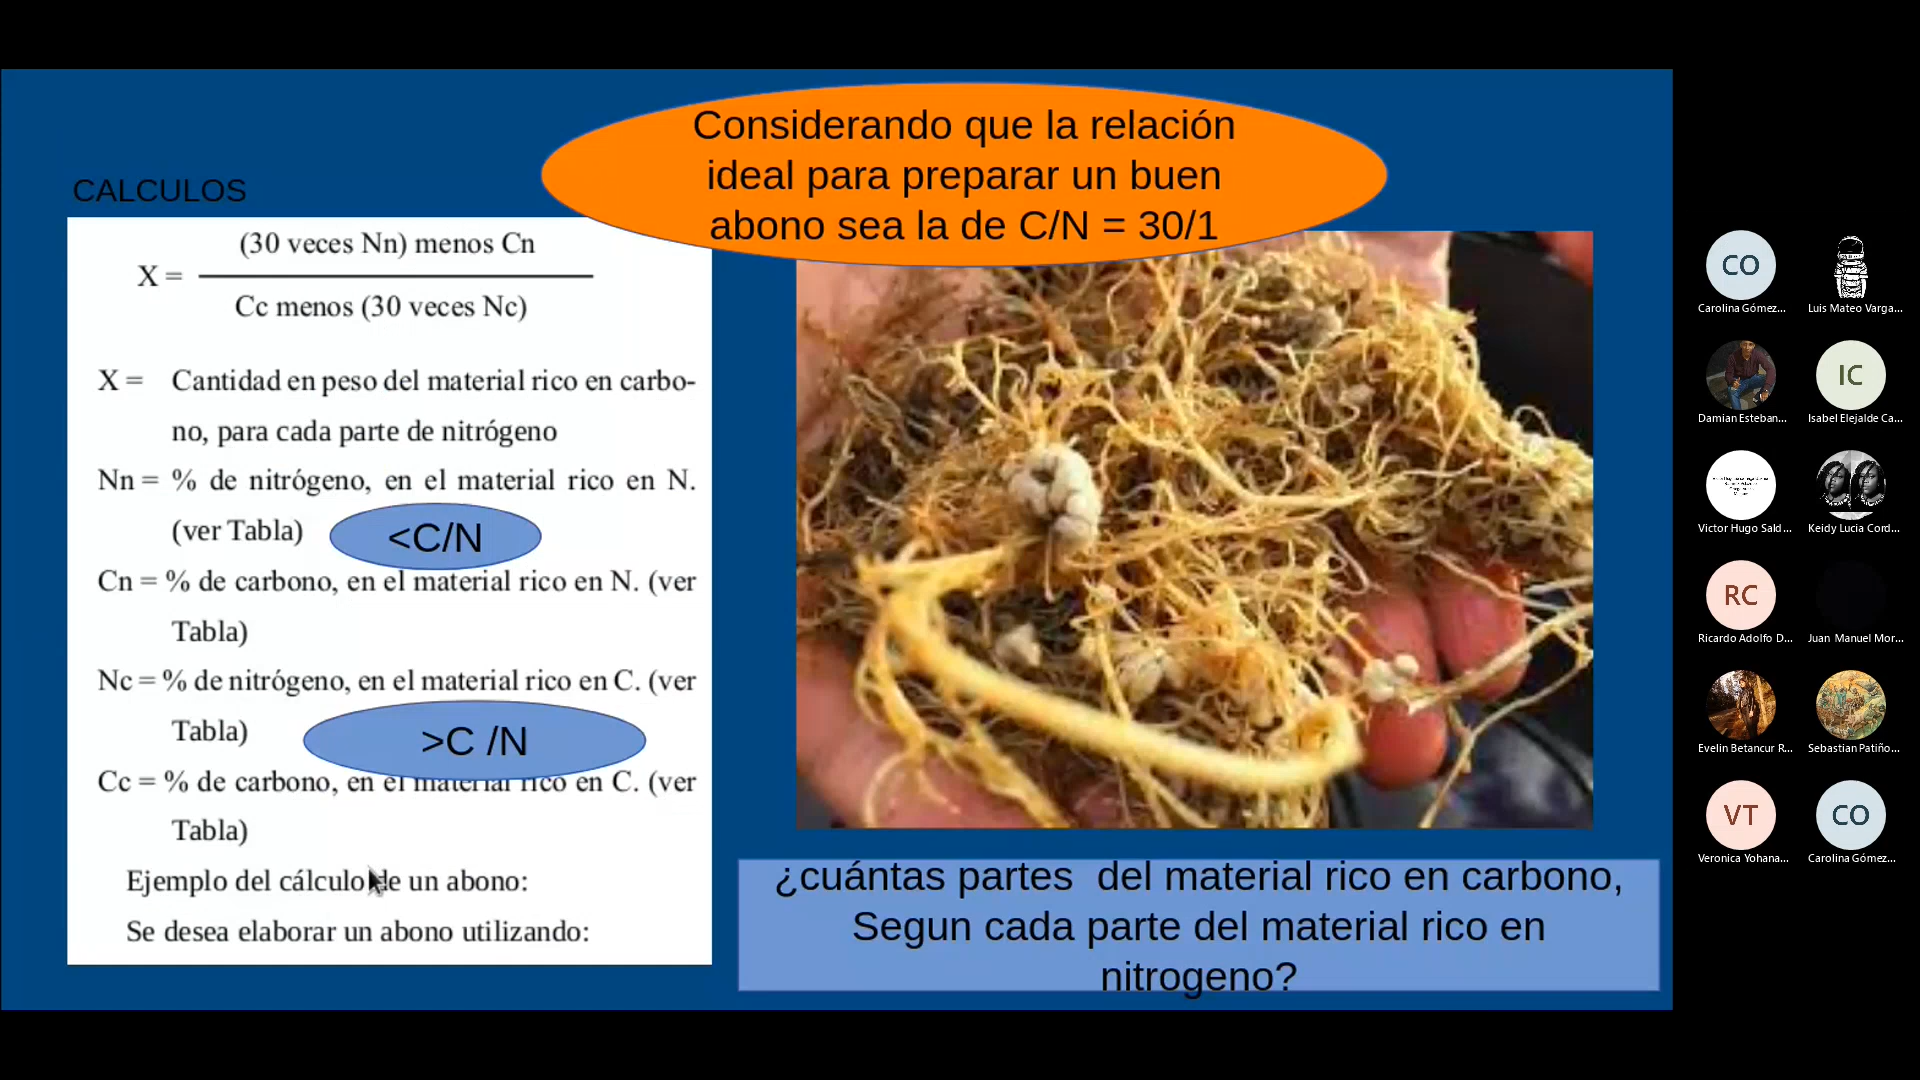 Considerando que la relación
ideal para preparar un buen
abono sea la de C/N = 30/1
CALCULOS
(30 veces Nn) menos Cn
X =
Cc menos (30 veces Nc)
X = Cantidad en peso del material rico en carbo-
no, para cada parte de nitrógeno
Nn = % de nitrógeno, en el material rico en N.
(ver Tabla)
<C/N
Cn = % de carbono, en el material rico en N. (ver
Tabla)
Nc = % de nitrógeno, en el material rico en C. (ver
Tabla)
>C /N
Cc = % de carbono, en el material rico en C. (ver
Tabla)
Ejemplo del cálculo de un abono:
Se desea elaborar un abono utilizando:
¿cuántas partes del material rico en carbono,
Segun cada parte del material rico en
nitrogeno?
CO
Carolina Gómez...
Luis Mateo Varga...
Damian Esteban...
IC
Isabel Elejalde Ca...
Victor Hugo Sald...
Keidy Lucia Cord...
RC
Ricardo Adolfo D...
Juan Manuel Mor...
Evelin Betancur R...
Sebastian Patiño...
VT
Veronica Yohana...
CO
Carolina Gómez...